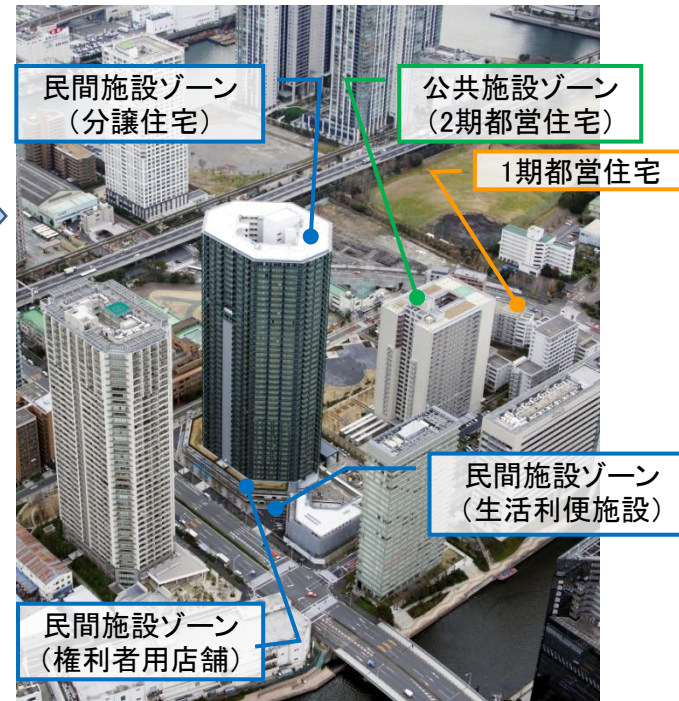 民間施設ゾーン
（分譲住宅）
公共施設ゾーン
（2期都営住宅）
1期都営住宅
民間施設ゾーン
（生活利便施設）
民間施設ゾーン
（権利者用店舗）